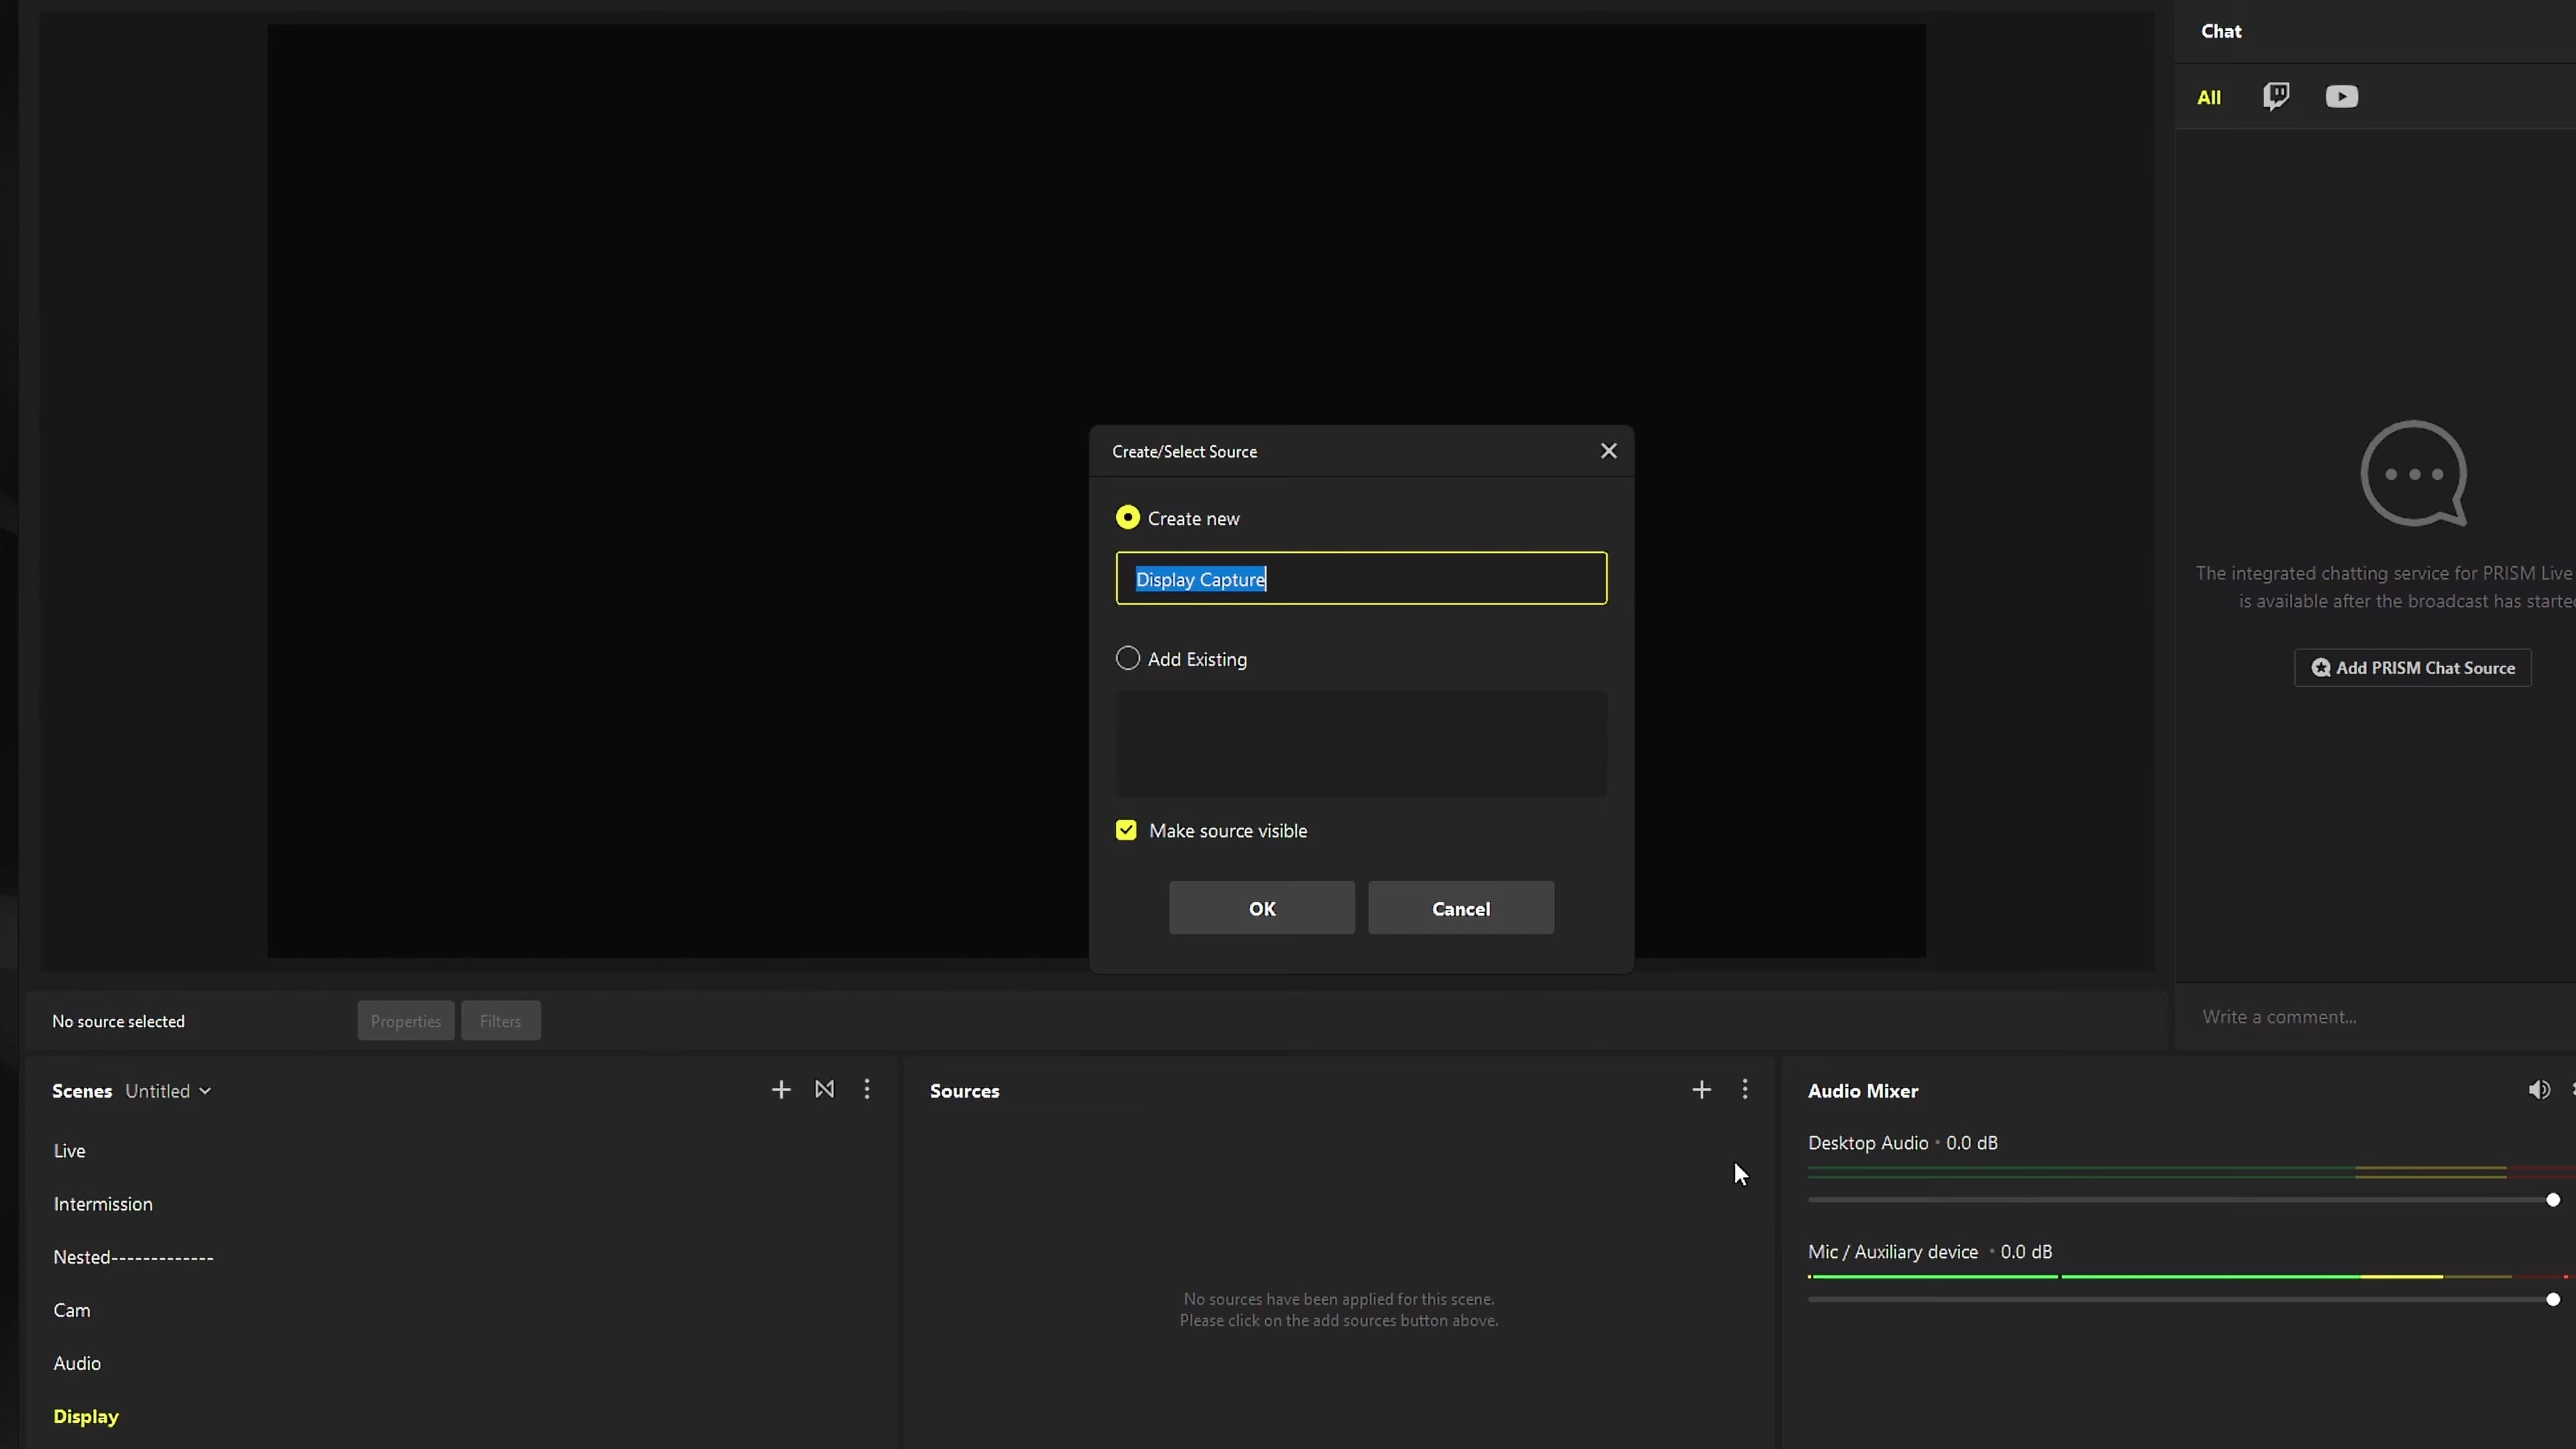 Chat
All
Create/Select Source
Create new
Display Capture
Add Existing
The integrated chatting service for PRISM Live
is available after the broadcast has
Add PRISM Chat Source
Make source visible
OK
Cancel
No source selected
Properties
Filters
Write a comment...
Scenes Untitled
Sources
Audio Mixer
Live
Intermission
Nested-------------
Cam
Audio
Display
No sources have been applied for this scene.
Please click on the add sources button above.
Desktop Audio • 0.0 dB
Mic / Auxiliary device • 0.0 dB